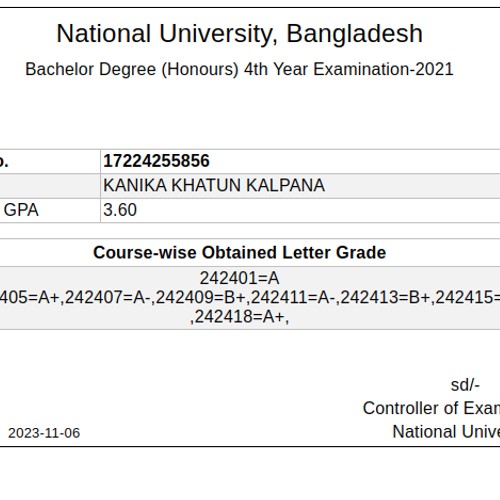 National University, Bangladesh
Bachelor Degree (Honours) 4th Year Examination-2021
o. 17224255856
KANIKA KHATUN KALPANA
GPA 3.60
Course-wise Obtained Letter Grade
242401=A
405=A+,242407=A-,242409=B+,242411=A-,242413=B+,242415=
,242418=A+,
sd/-
Controller of Exam
2023-11-06 National Unive